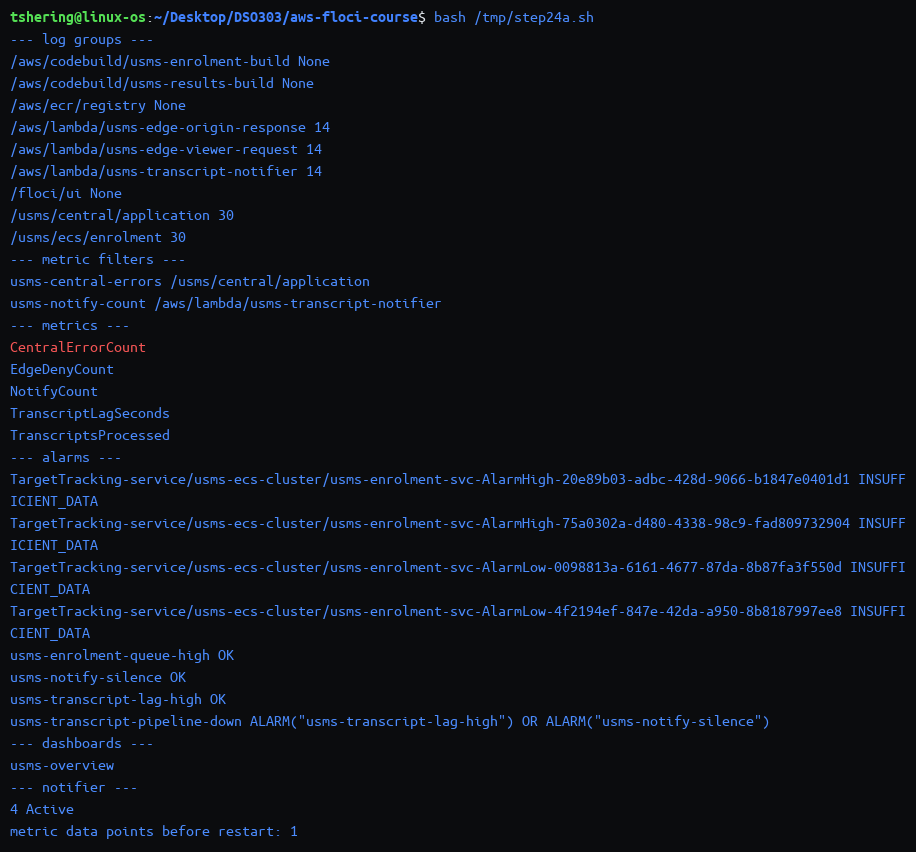 tshering@linux-os:~/Desktop/DSO303/aws-floci-course$ bash /tmp/step24a.sh
--- log groups ---
/aws/codebuild/usms-enrolment-build None
/aws/codebuild/usms-results-build None
/aws/ecr/registry None
/aws/lambda/usms-edge-origin-response 14
/aws/lambda/usms-edge-viewer-request 14
/aws/lambda/usms-transcript-notifier 14
/floci/ui None
/usms/central/application 30
/usms/ecs/enrolment 30
--- metric filters ---
usms-central-errors /usms/central/application
usms-notify-count /aws/lambda/usms-transcript-notifier
--- metrics ---
CentralErrorCount
EdgeDenyCount
NotifyCount
TranscriptLagSeconds
TranscriptsProcessed
--- alarms ---
TargetTracking-service/usms-ecs-cluster/usms-enrolment-svc-AlarmHigh-20e89b03-adbc-428d-9066-b1847e0401d1 INSUFF
ICIENT_DATA
TargetTracking-service/usms-ecs-cluster/usms-enrolment-svc-AlarmHigh-75a0302a-d480-4338-98c9-fad809732904 INSUFF
ICIENT_DATA
TargetTracking-service/usms-ecs-cluster/usms-enrolment-svc-AlarmLow-0098813a-6161-4677-87da-8b87fa3f550d INSUFFI
CIENT_DATA
TargetTracking-service/usms-ecs-cluster/usms-enrolment-svc-AlarmLow-4f2194ef-847e-42da-a950-8b8187997ee8 INSUFFI
CIENT_DATA
usms-enrolment-queue-high OK
usms-notify-silence OK
usms-transcript-lag-high OK
usms-transcript-pipeline-down ALARM("usms-transcript-lag-high") OR ALARM("usms-notify-silence")
--- dashboards ---
usms-overview
--- notifier ---
4 Active
metric data points before restart: 1